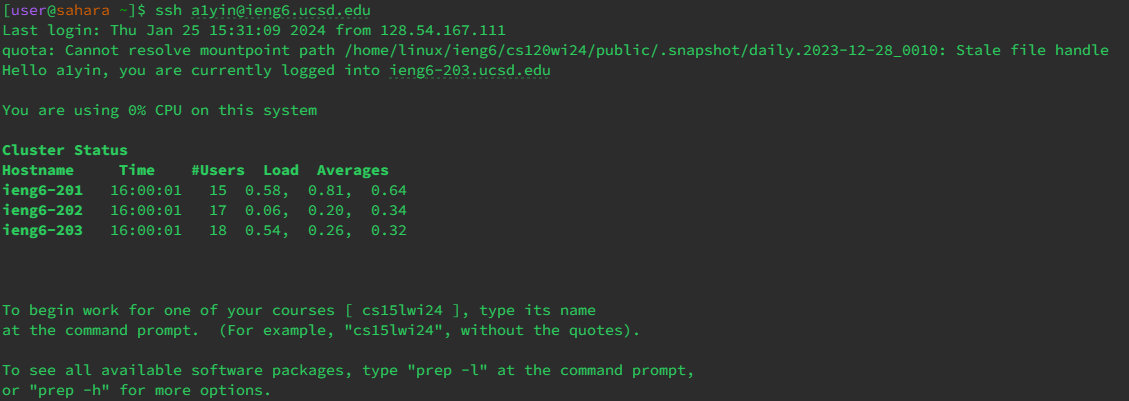 [user@sahara ~]$ ssh a1yin@ieng6.ucsd.edu
Last login: Thu Jan 25 15:31:09 2024 from 128.54.167.111
quota: Cannot resolve mountpoint path /home/linux/ieng6/cs120wi24/public/.snapshot/daily.2023-12-28_0010: Stale file handle
Hello a1yin, you are currently logged into ieng6-203.ucsd.edu
You are using 0% CPU on this system
Cluster Status
Hostname     Time    #Users  Load  Averages
ieng6-201   16:00:01   15  0.58,  0.81,  0.64
ieng6-202   16:00:01   17  0.06,  0.20,  0.34
ieng6-203   16:00:01   18  0.54,  0.26,  0.32
To begin work for one of your courses [ cs15lwi24 ], type its name
at the command prompt.  (For example, "cs15lwi24", without the quotes).
To see all available software packages, type "prep -l" at the command prompt,
or "prep -h" for more options.